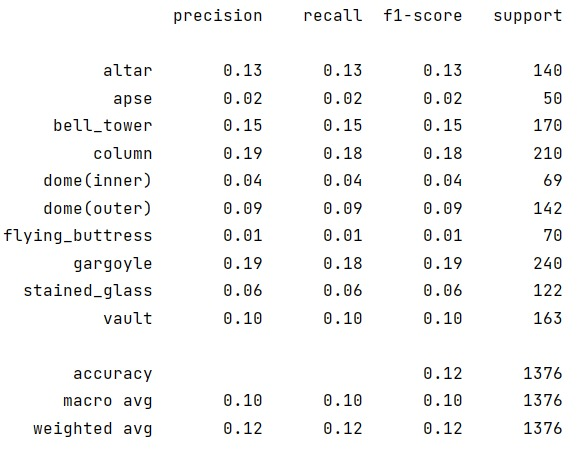 precision recall f1-score support
altar 0.13 0.13 0.13 140
apse 0.02 0.02 0.02 50
bell_tower 0.15 0.15 0.15 170
column 0.19 0.18 0.18 210
dome(inner) 0.04 0.04 0.04 69
dome(outer) 0.09 0.09 0.09 142
flying_buttress 0.01 0.01 0.01 70
gargoyle 0.19 0.18 0.19 240
stained_glass 0.06 0.06 0.06 122
vault 0.10 0.10 0.10 163
accuracy 0.12 1376
macro avg 0.10 0.10 0.10 1376
weighted avg 0.12 0.12 0.12 1376